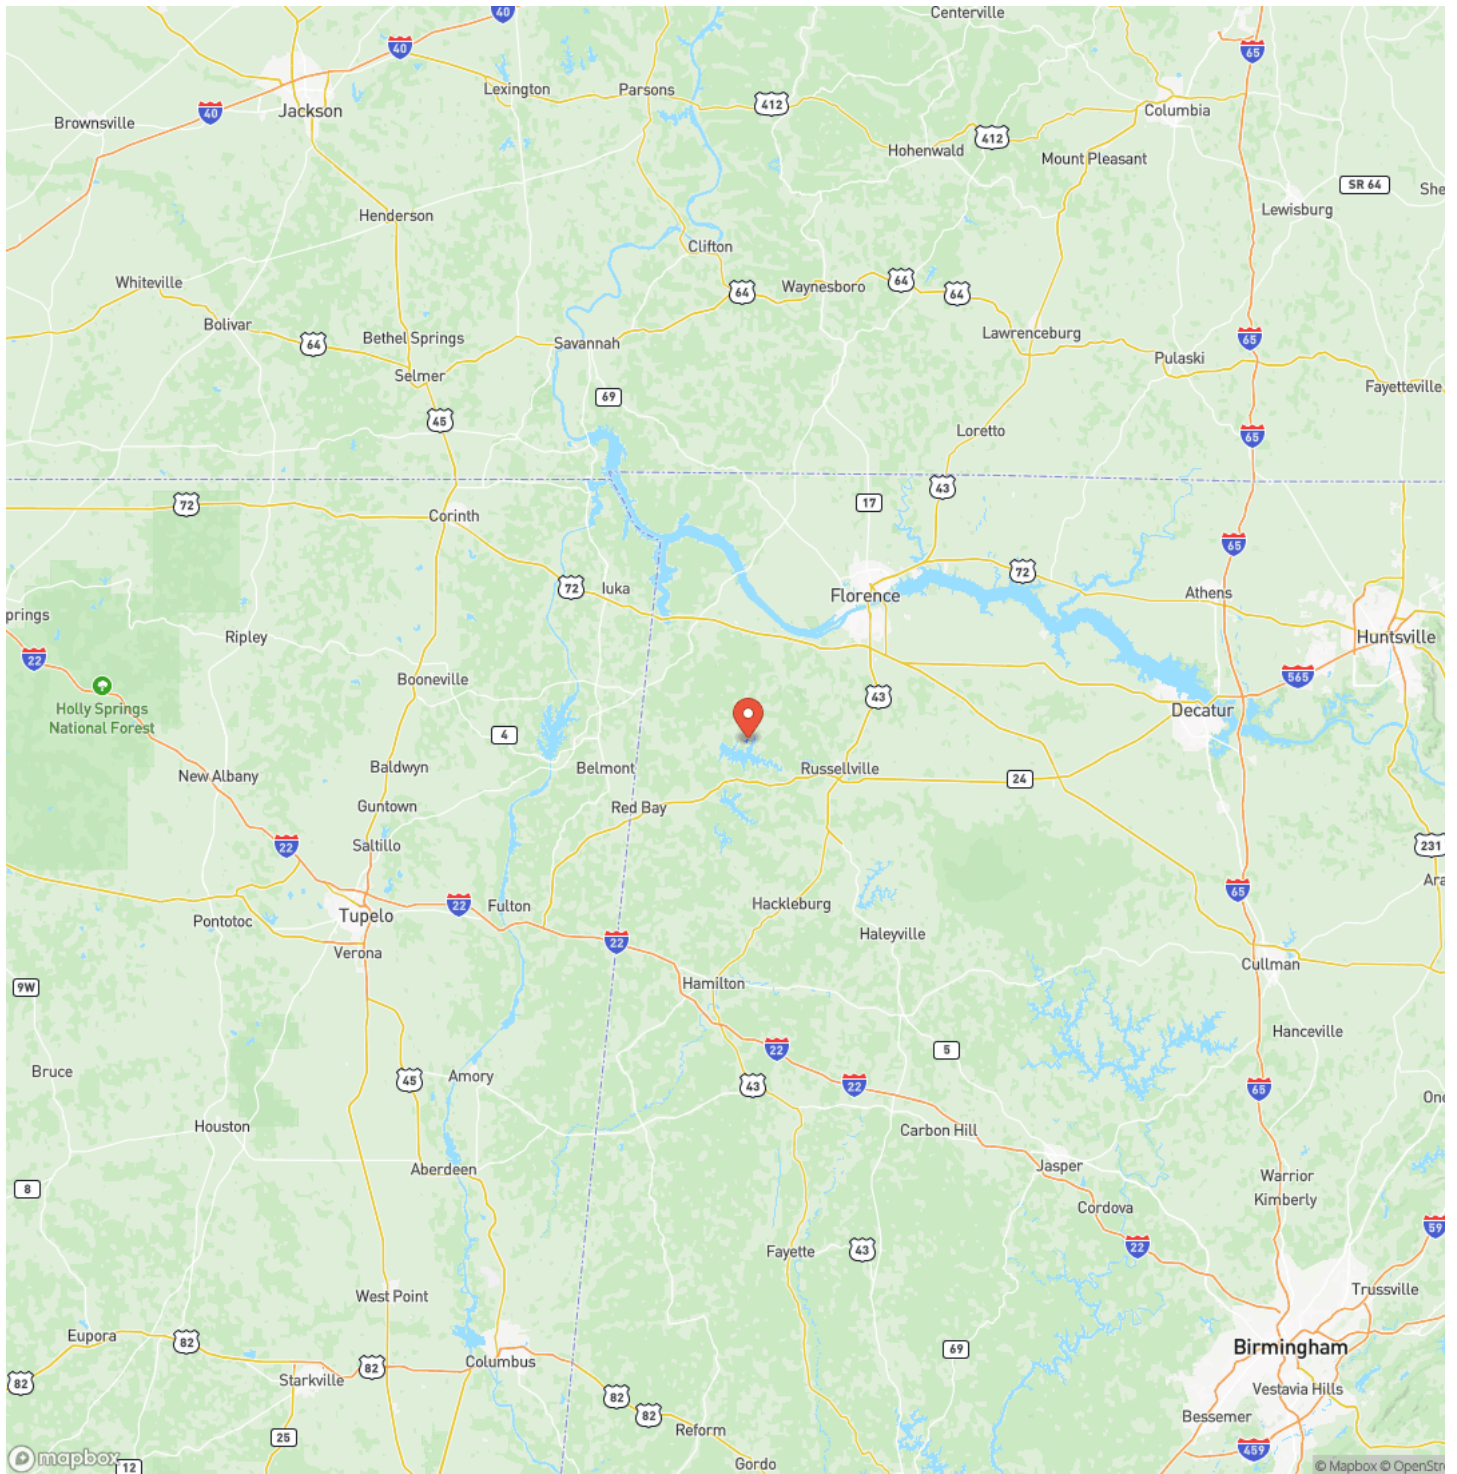 Centerville
40
40
65
Lexington
Parsons
412
Jackson
40
Columbia
Brownsville
412
Hohenwald
Mount Pleasant
SR 64
She
Henderson
Lewisburg
Clifton
Whiteville
64
Waynesboro
64
64
Bolivar
64
Bethel Springs
Savannah
Lawrenceburg
65
Pulaski
Selmer
Fayetteville
69
45
Loretto
65
43
72
17
Corinth
65
72
72
Iuka
Florence
Athens
prings
Ripley
Huntsville
22
Booneville
565
Holly Springs
National Forest
43
Decatur
4
New Albany
Baldwyn
Belmont
Russellville
24
Guntown
Red Bay
22
Saltillo
231
Ara
65
Pontotoc
Tupelo
22
Fulton
Hackleburg
Haleyville
Verona
22
Cullman
9W
Hamilton
Hanceville
22
5
Bruce
45
Amory
43
22
65
Ono
Houston
Carbon Hill
Aberdeen
Jasper
Warrior
8
Kimberly
Cordova
59
Fayette
43
22
West Point
Trussville
Eupora
82
Birmingham
69
82
82
Starkville
Columbus
82
82
Vestavia Hills
Bessemer
25
Reform
459
mapbox
12
Gordo
© Mapbox © OpenStre